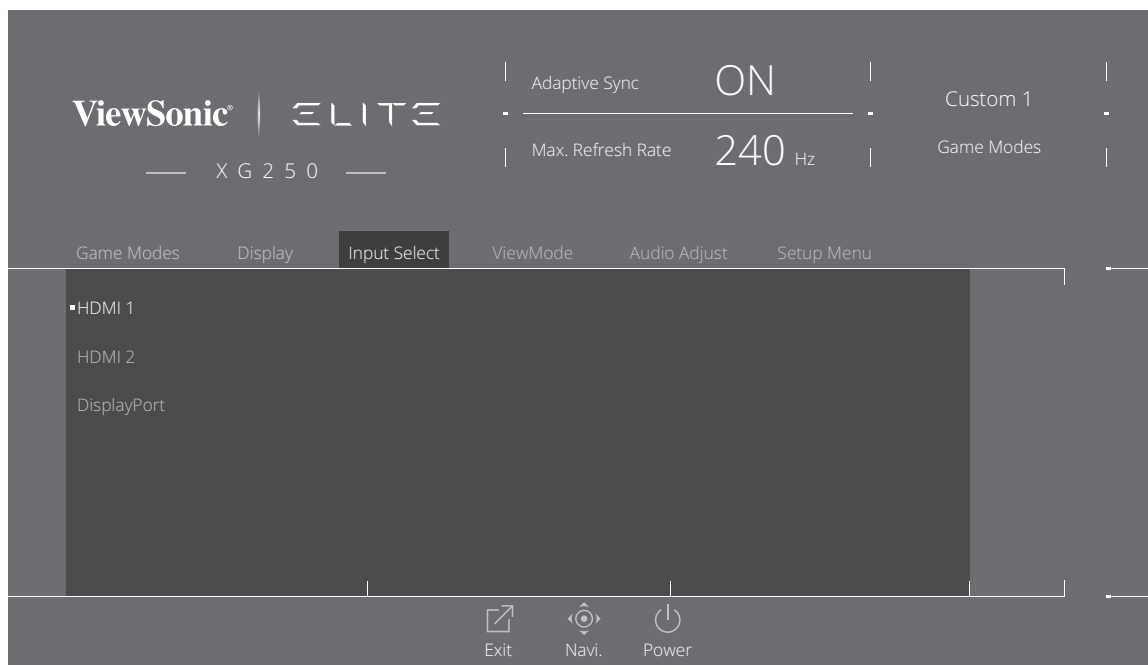 ViewSonic® ELITE
XG250
Adaptive Sync ON
Max. Refresh Rate 240 Hz
Custom 1
Game Modes
Game Modes Display Input Select ViewMode Audio Adjust Setup Menu
HDMI 1
HDMI 2
DisplayPort
Exit Navi. Power